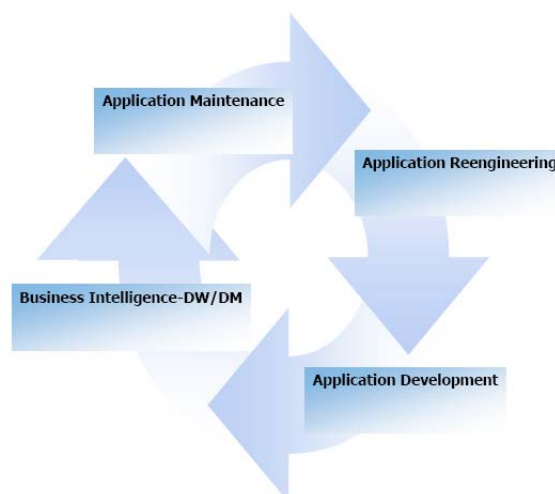 Application Maintenance
Application Reengineering
Business Intelligence-DW/DM
Application Development